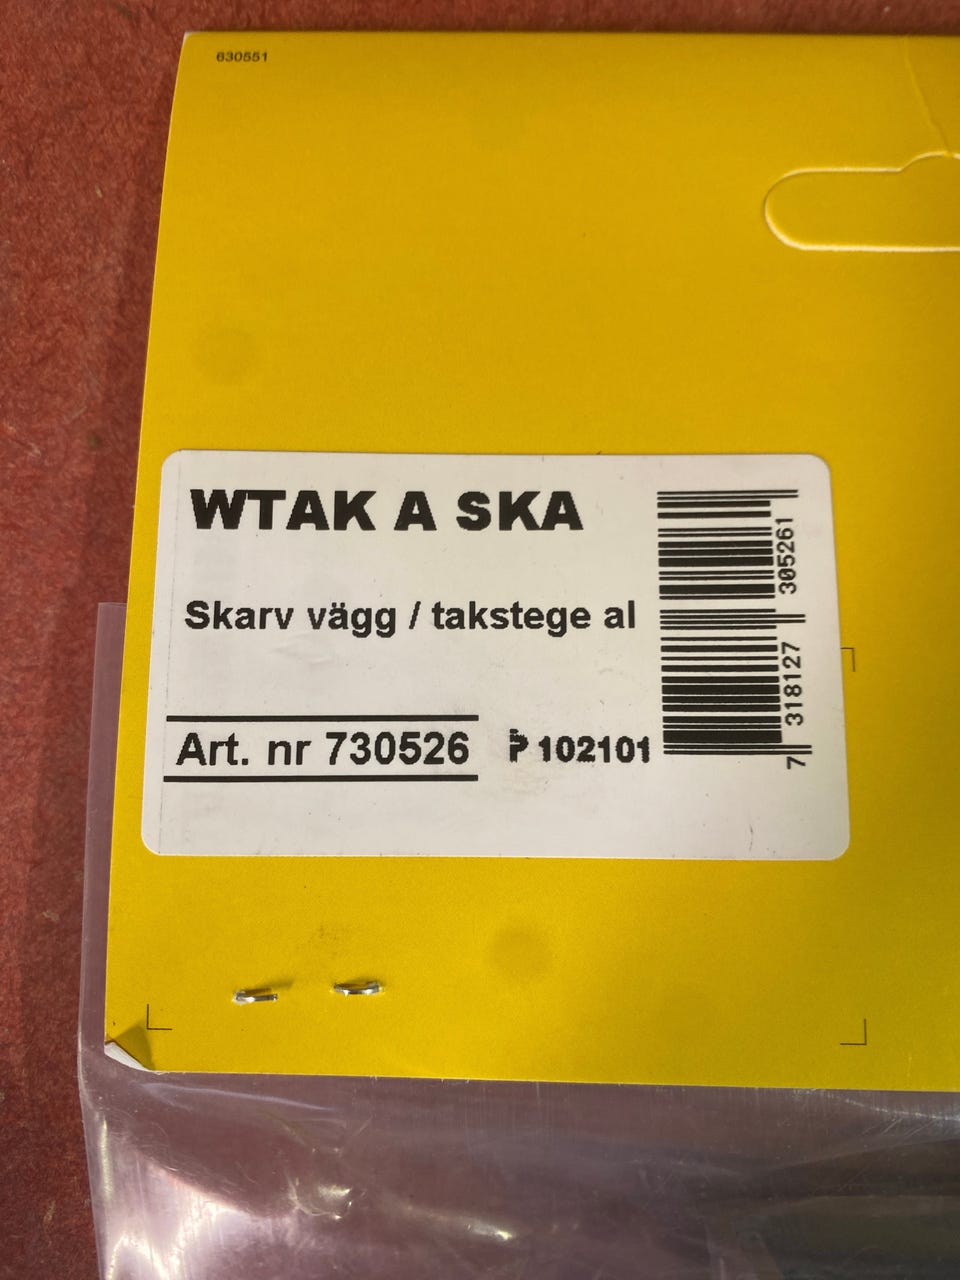 630551
WTAK A SKA
Skarv vägg / takstege al
Art. nr 730526
P 102101
7 318127 305261